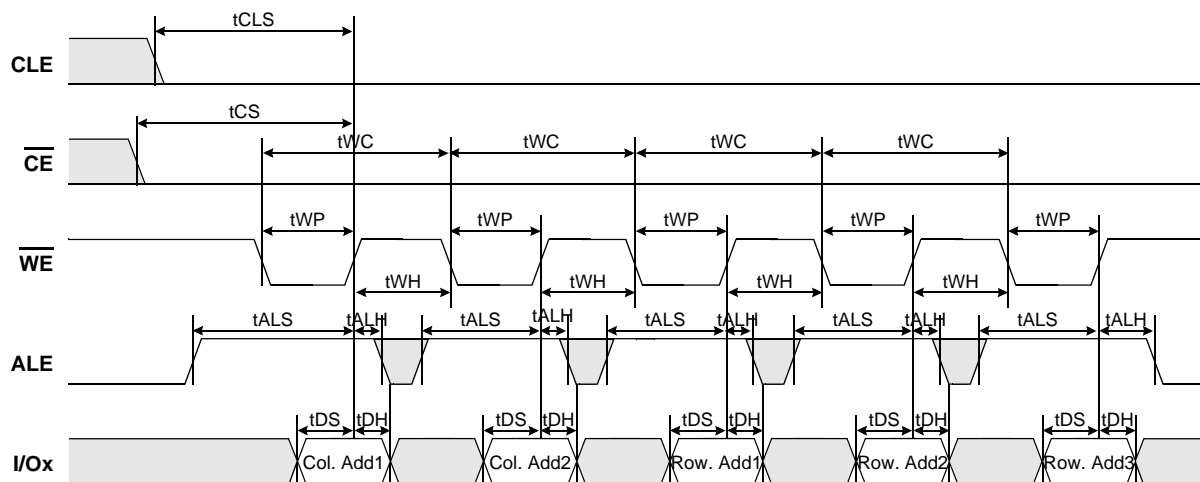 tCLS
CLE
tCS
CE
tWC tWC tWC tWC
tWP tWP tWP tWP tWP
WE
tWH tWH tWH tWH
tALS tALH tALS tALH tALS tALH tALS tALH tALS tALH
ALE
tDS tDH tDS tDH tDS tDH tDS tDH tDS tDH
I/Ox Col. Add1 Col. Add2 Row. Add1 Row. Add2 Row. Add3